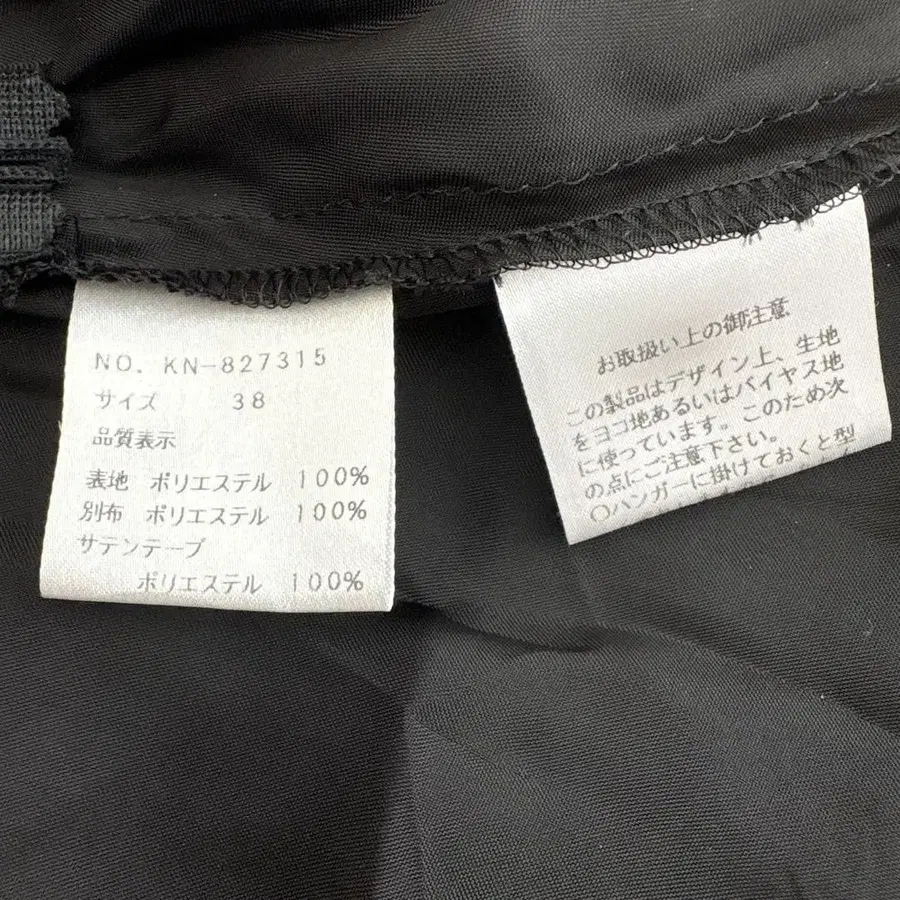 NO. KN-827315
サイズ 38
品質表示
表地 ポリエステル 100%
別布 ポリエステル 100%
サテンテープ
ポリエステル 100%
お取扱い上の御注意
この製品はデザイン上、生地
をヨコ地あるいはバイヤス地
に使っています。このため次
の点にご注意下さい。
○ハンガーに掛けておくと型